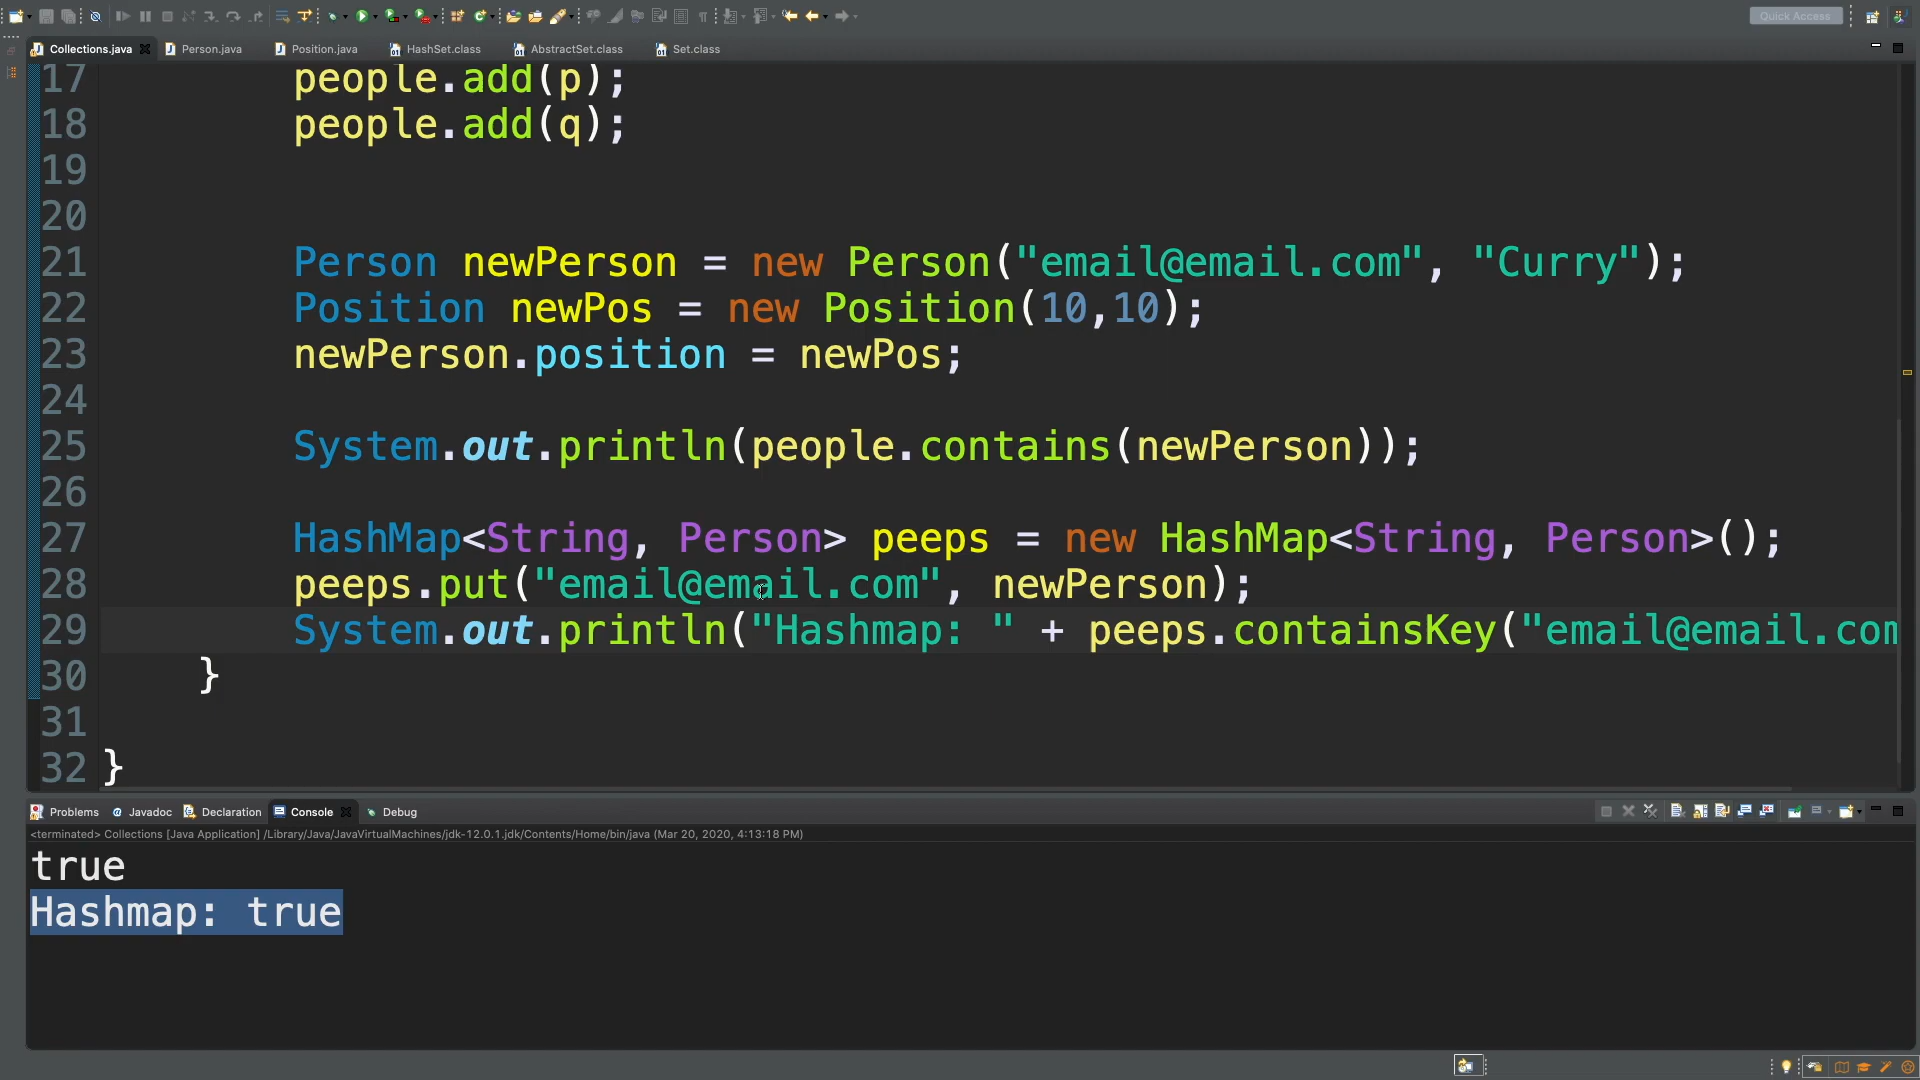 Quick Access
Collections.java
Person.java
Position.java
HashSet.class
AbstractSet.class
Set.class
17 people.add(p);
18 people.add(q);
19
20
21 Person newPerson = new Person("email@email.com", "Curry");
22 Position newPos = new Position(10,10);
23 newPerson.position = newPos;
24
25 System.out.println(people.contains(newPerson));
26
27 HashMap<String, Person> peeps = new HashMap<String, Person>();
28 peeps.put("email@email.com", newPerson);
29 System.out.println("Hashmap: " + peeps.containsKey("email@email.com
30 }
31
32 }
Problems @ Javadoc Declaration Console Debug
<terminated> Collections [Java Application] /Library/Java/JavaVirtualMachines/jdk-12.0.1.jdk/Contents/Home/bin/java (Mar 20, 2020, 4:13:18 PM)
true
Hashmap: true